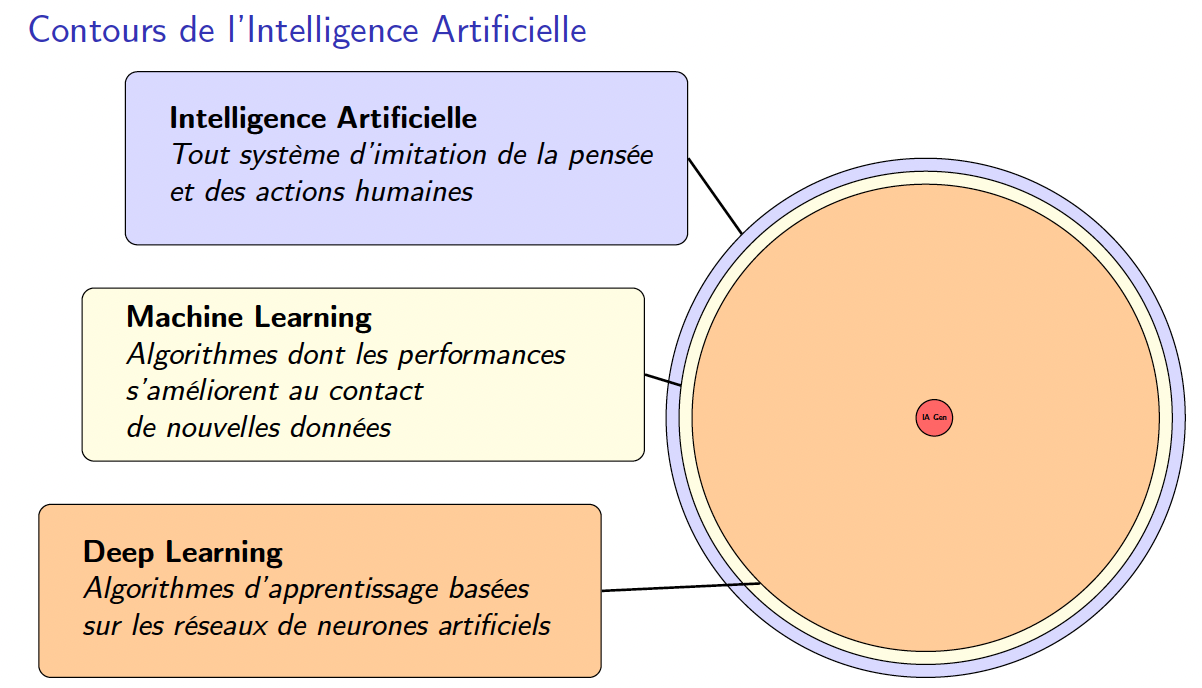 Contours de l'Intelligence Artificielle
Intelligence Artificielle
Tout système d'imitation de la pensée
et des actions humaines
Machine Learning
Algorithmes dont les performances
s'améliorent au contact
de nouvelles données
Deep Learning
Algorithmes d'apprentissage basées
sur les réseaux de neurones artificiels
IA Gen